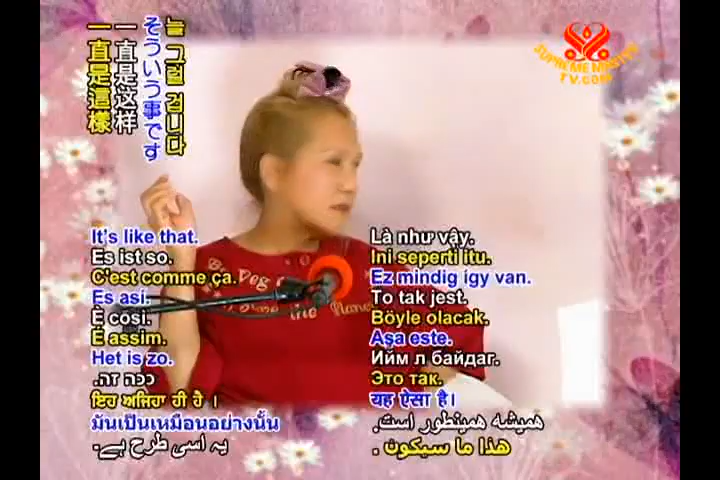 늘 그럴 겁니다
そういう事です
一直是这样
一直是這樣
SUPREME MASTER
TV.COM
It's like that.
Es ist so.
C'est comme ça.
Es así.
È così.
É assim.
Het is zo.
ככה זה.
ਇਹ ਅਜਿਹਾ ਹੀ ਹੈ ।
มันเป็นเหมือนอย่างนั้น
یہ اسی طرح ہے۔
Là như vậy.
Ini seperti itu.
Ez mindig így van.
To tak jest.
Böyle olacak.
Aşa este.
Ийм л байдаг.
Это так.
यह ऐसा है।
همیشه همینطور است.
هذا ما سيكون.